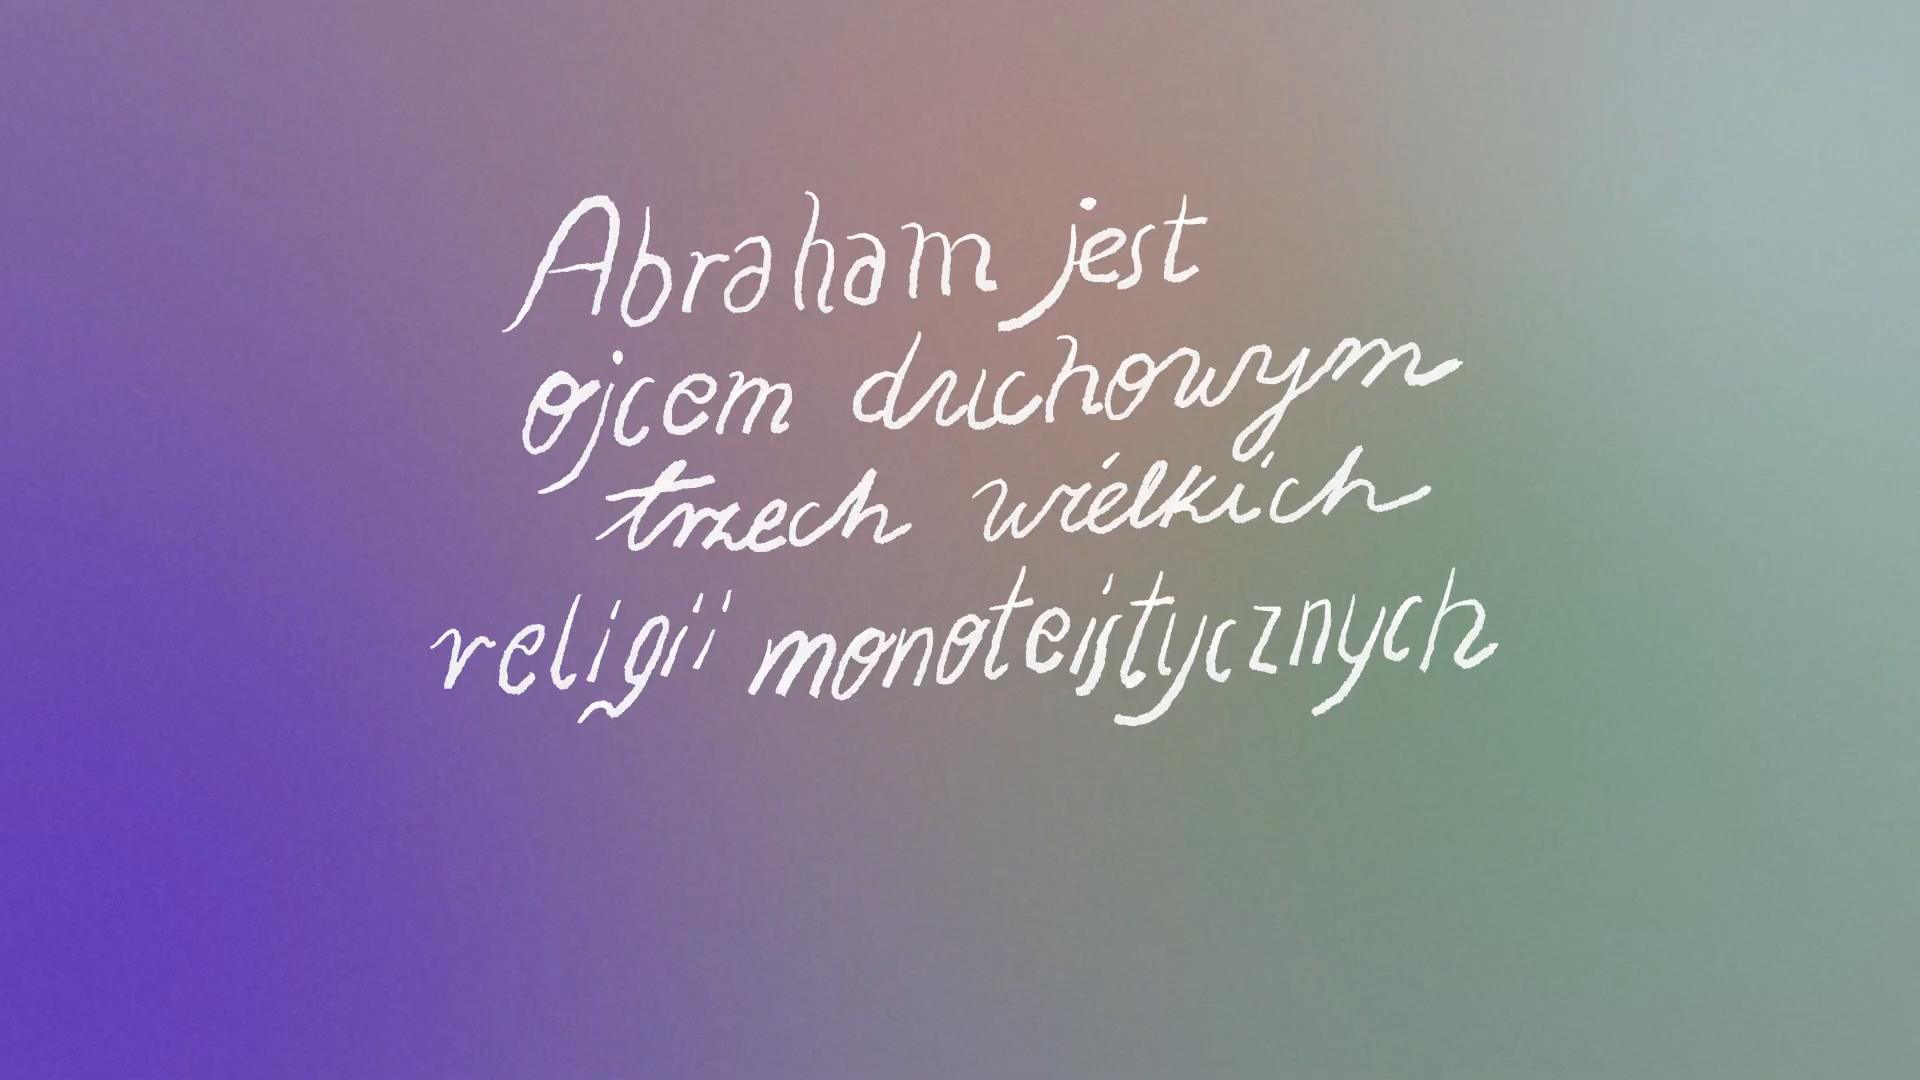 Abraham jest
ojcem duchowym
trzech wielkich
religii monoteistycznych